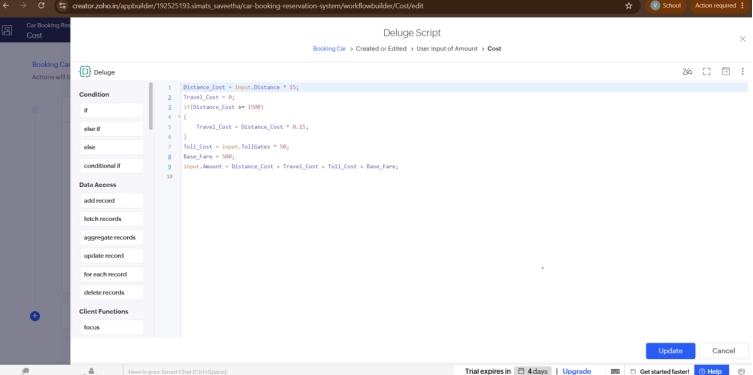 creator.zoho.in/appbuilder/192525193.simats_saveetha/car-booking-reservation-system/workflowbuilder/Cost/edit
School
Action required
Car Booking Res
Cost
Deluge Script
Booking Car > Created or Edited > User Input of Amount > Cost
Booking Ca
Actions will b
Deluge
Condition
if
else if
else
conditional if
Data Access
add record
fetch records
aggregate records
update record
for each record
delete records
Client Functions
focus
1 Distance_Cost = input.Distance * 15;
2 Travel_Cost = 0;
3 if(Distance_Cost >= 1500)
4 {
5 Travel_Cost = Distance_Cost * 0.15;
6 }
7 Toll_Cost = input.TollGates * 50;
8 Base_Fare = 500;
9 input.Amount = Distance_Cost + Travel_Cost + Toll_Cost + Base_Fare;
10
Update
Cancel
Here is your Smart Chat (Ctrl+Space)
Trial expires in 4 days | Upgrade
Get started faster!
Help